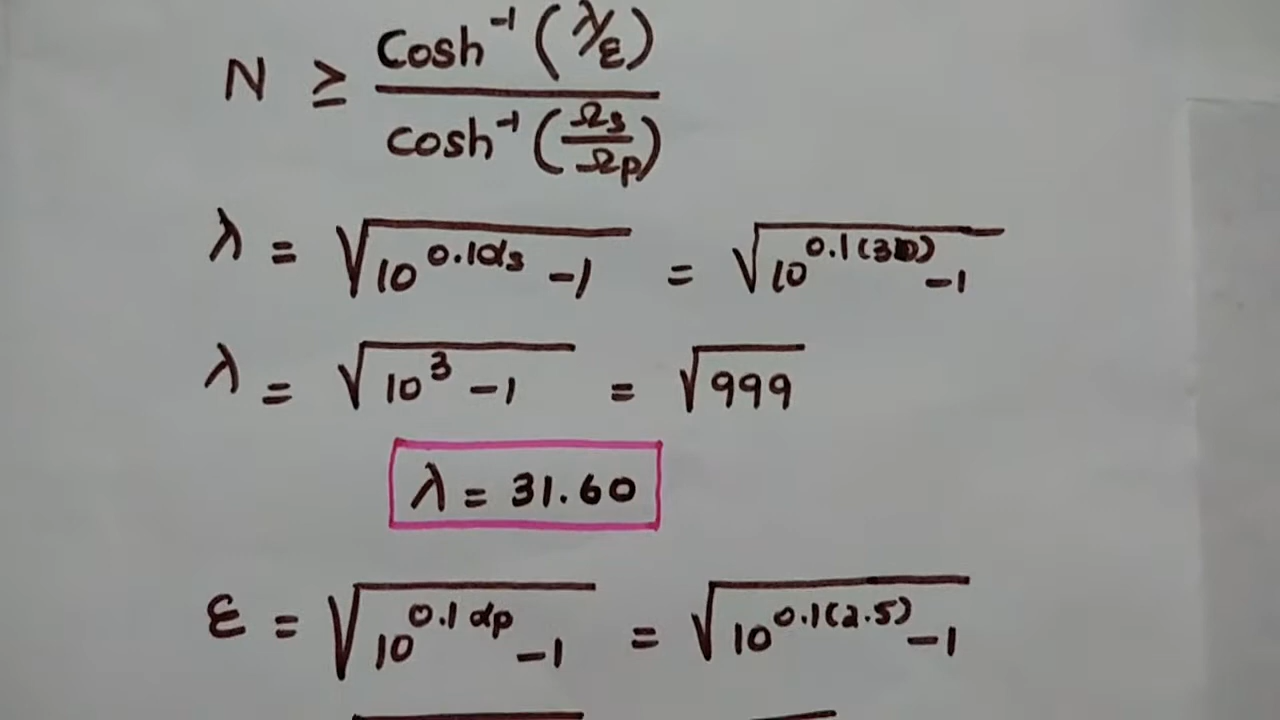 N ≥ Cosh⁻¹(λ/ε) / cosh⁻¹(Ωs/Ωp)
λ = √(10^(0.1αs) −1) = √(10^(0.1(30)) −1)
λ = √(10³ −1) = √999
λ = 31.60
ε = √(10^(0.1αp) −1) = √(10^(0.1(2.5)) −1)